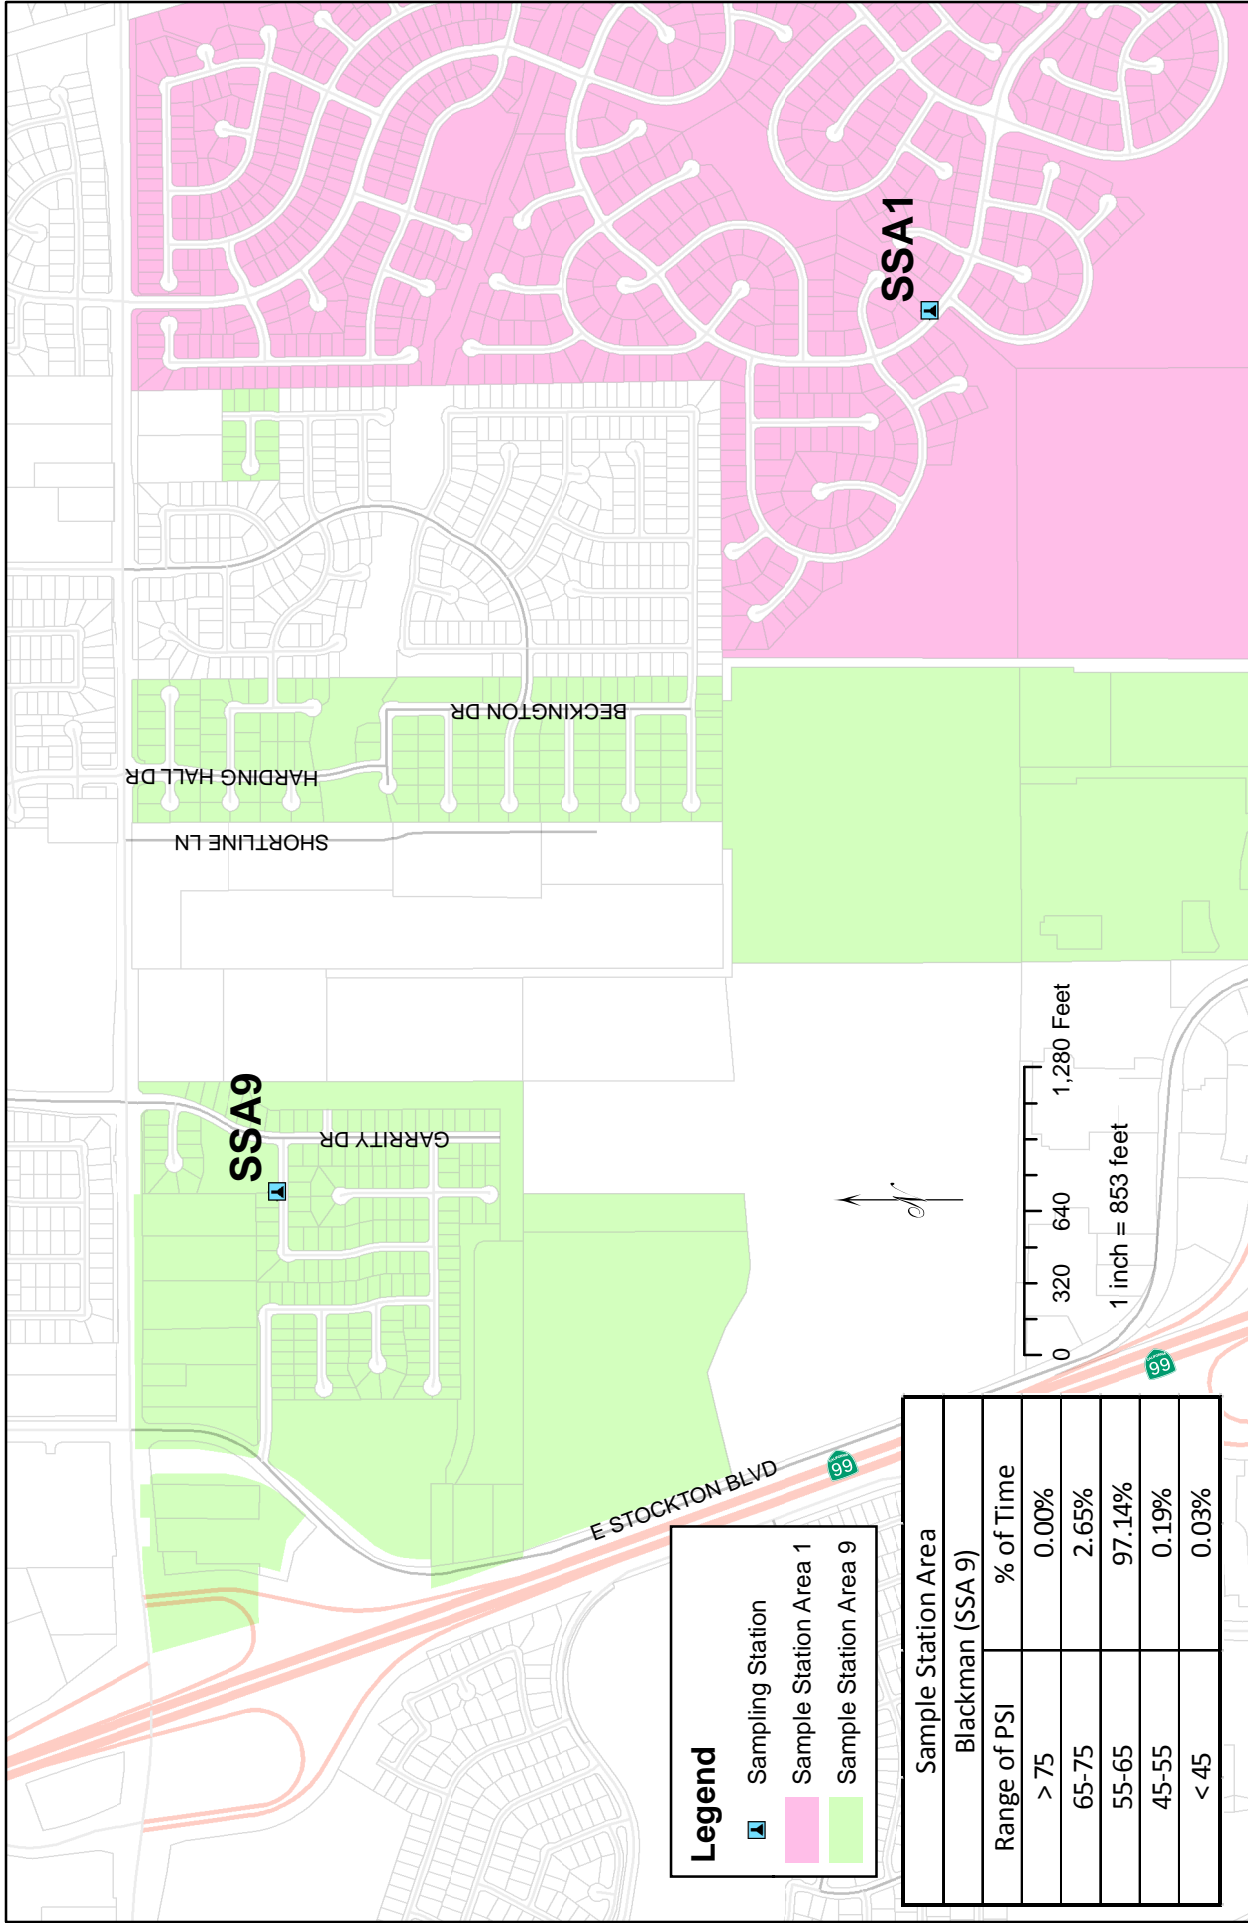 SSA9
SSA1
GARRITY DR
SHORTLINE LN
HARDING HALL DR
BECKINGTON DR
E STOCKTON BLVD
99
99
Legend
Sampling Station
Sample Station Area 1
Sample Station Area 9
Sample Station Area
Blackman (SSA 9)
Range of PSI % of Time
> 75 0.00%
65-75 2.65%
55-65 97.14%
45-55 0.19%
< 45 0.03%
0 320 640 1,280 Feet
1 inch = 853 feet
N